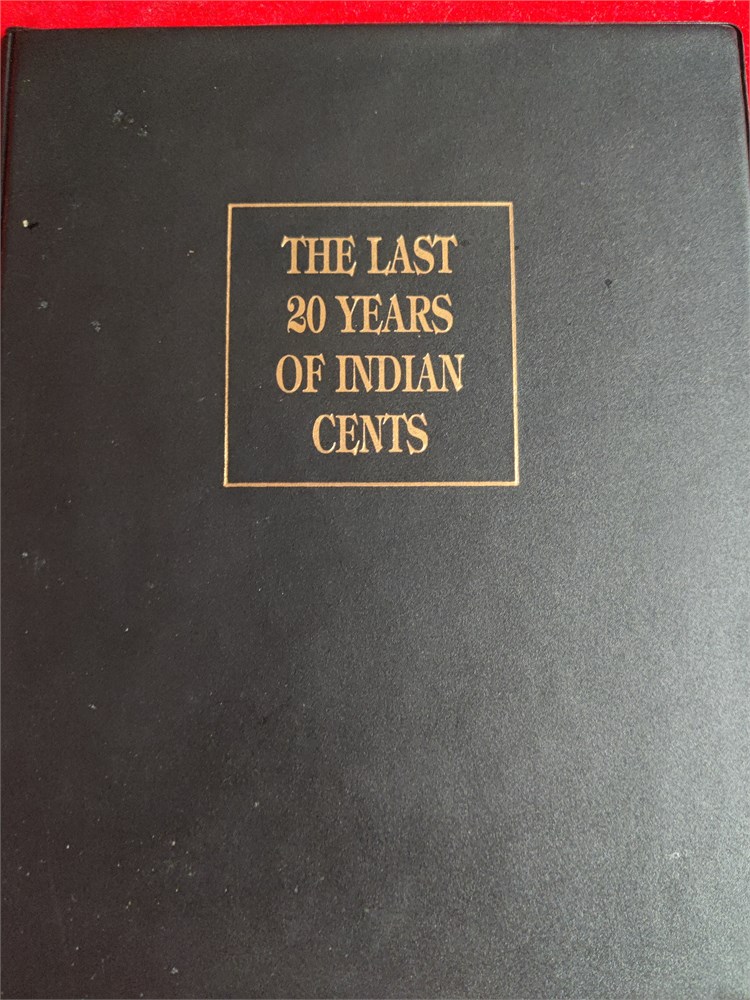 THE LAST
20 YEARS
OF INDIAN
CENTS